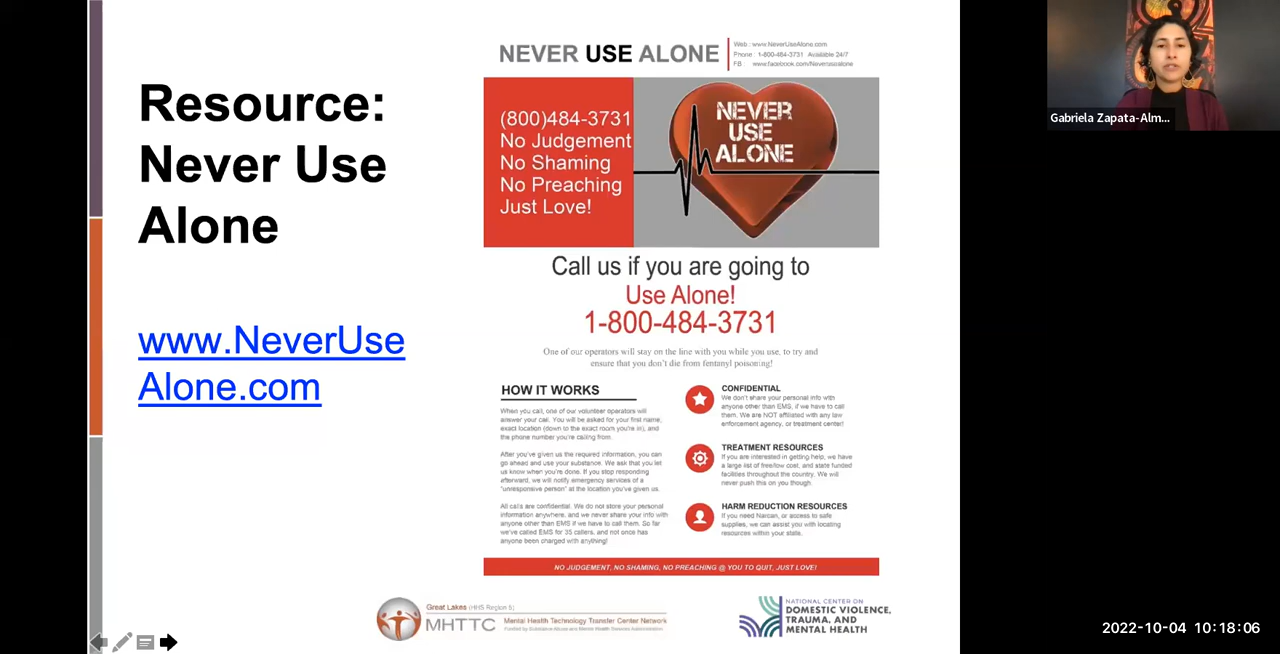 Resource:
Never Use
Alone
www.NeverUse
Alone.com
NEVER USE ALONE
Web : www.NeverUseAlone.com
Phone : 1-800-484-3731 Available 24/7
FB : www.facebook.com/Neverusealone
(800)484-3731
No Judgement
No Shaming
No Preaching
Just Love!
NEVER
USE
ALONE
Call us if you are going to
Use Alone!
1-800-484-3731
One of our operators will stay on the line with you while you use, to try and
ensure that you don't die from fentanyl poisoning!
HOW IT WORKS
When you call, one of our volunteer operators will
answer your call. You will be asked for your first name,
exact location (down to the exact room you're in), and
the phone number you're calling from.
After you've given us the required information, you can
go ahead and use your substance. We ask that you let
us know when you're done. If you stop responding
afterward, we will notify emergency services of a
"unresponsive person" at the location you've given us.
All calls are confidential. We do not store your personal
information anywhere, and we never share your info with
anyone other than EMS if we have to call them. So far
we've called EMS for 35 callers, and not once has
anyone been charged with anything!
CONFIDENTIAL
We don't share your personal info with
anyone other than EMS, if we have to call
them. We are NOT affiliated with any law
enforcement agency, or treatment center!
TREATMENT RESOURCES
If you are interested in getting help, we have
a large list of free/low cost, and state funded
facilities throughout the country. We will
never push this on you though.
HARM REDUCTION RESOURCES
If you need Narcan, or access to safe
supplies, we can assist you with locating
resources within your state.
NO JUDGEMENT, NO SHAMING, NO PREACHING @ YOU TO QUIT, JUST LOVE!
Great Lakes (HHS Region 5)
MHTTC Mental Health Technology Transfer Center Network
Funded by Substance Abuse and Mental Health Services Administration
NATIONAL CENTER ON
DOMESTIC VIOLENCE,
TRAUMA, AND
MENTAL HEALTH
Gabriela Zapata-Alm...
2022-10-04 10:18:06